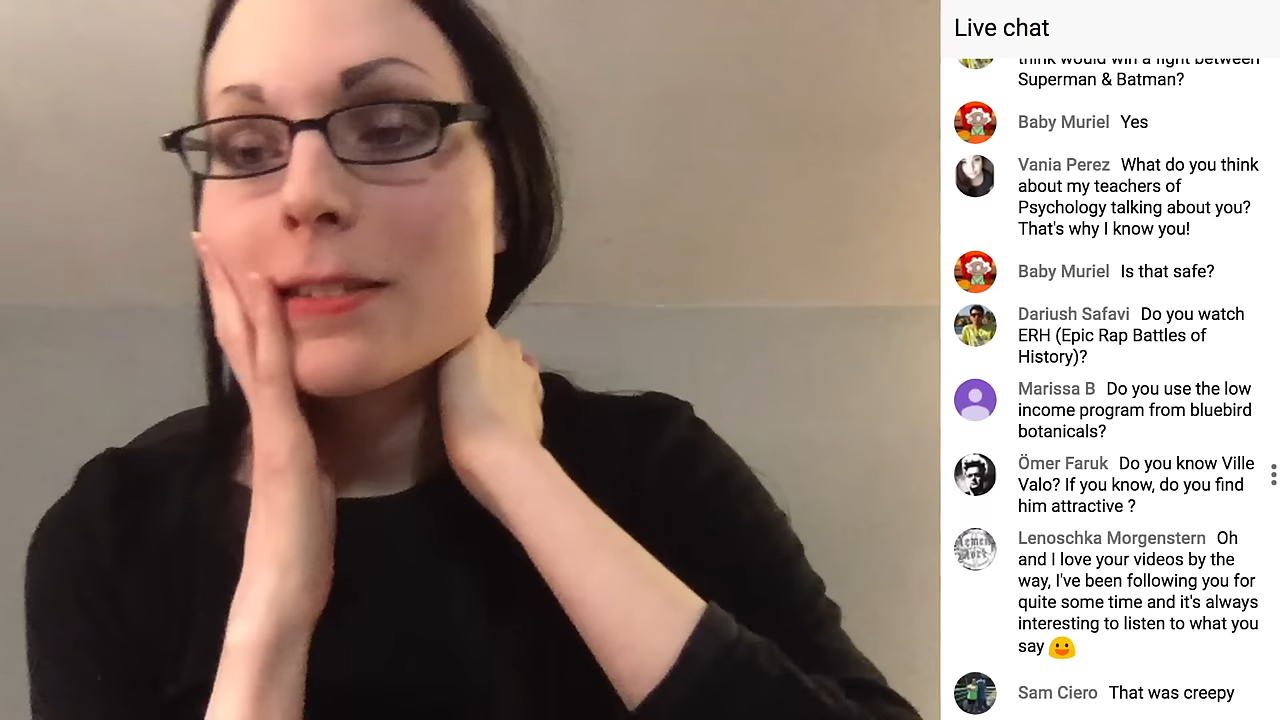 Live chat
think would win a fight between
Superman & Batman?
Baby Muriel Yes
Vania Perez What do you think
about my teachers of
Psychology talking about you?
That's why I know you!
Baby Muriel Is that safe?
Dariush Safavi Do you watch
ERH (Epic Rap Battles of
History)?
Marissa B Do you use the low
income program from bluebird
botanicals?
Ömer Faruk Do you know Ville
Valo? If you know, do you find
him attractive ?
Lenoschka Morgenstern Oh
and I love your videos by the
way, I've been following you for
quite some time and it's always
interesting to listen to what you
say
Sam Ciero That was creepy